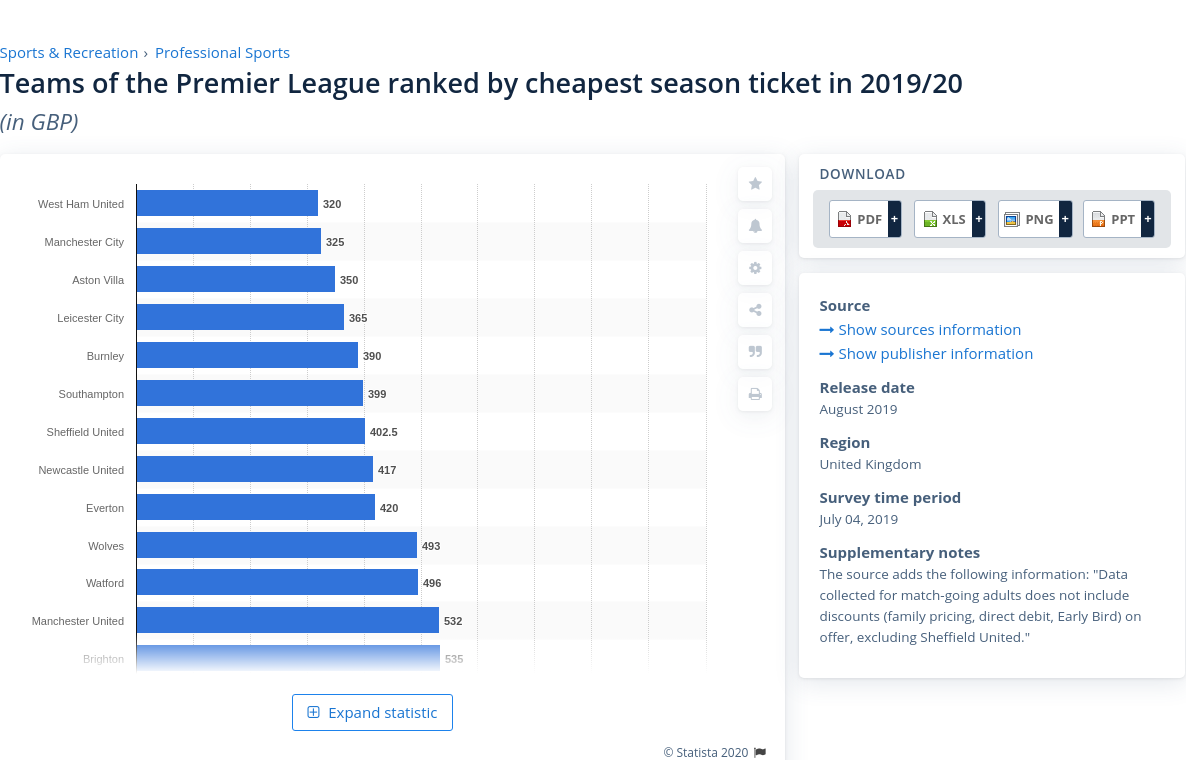 Sports & Recreation › Professional Sports
Teams of the Premier League ranked by cheapest season ticket in 2019/20
(in GBP)
West Ham United 320
Manchester City 325
Aston Villa 350
Leicester City 365
Burnley 390
Southampton 399
Sheffield United 402.5
Newcastle United 417
Everton 420
Wolves 493
Watford 496
Manchester United 532
Brighton 535
Expand statistic
© Statista 2020
DOWNLOAD
PDF + XLS + PNG + PPT +
Source
Show sources information
Show publisher information
Release date
August 2019
Region
United Kingdom
Survey time period
July 04, 2019
Supplementary notes
The source adds the following information: "Data
collected for match-going adults does not include
discounts (family pricing, direct debit, Early Bird) on
offer, excluding Sheffield United."